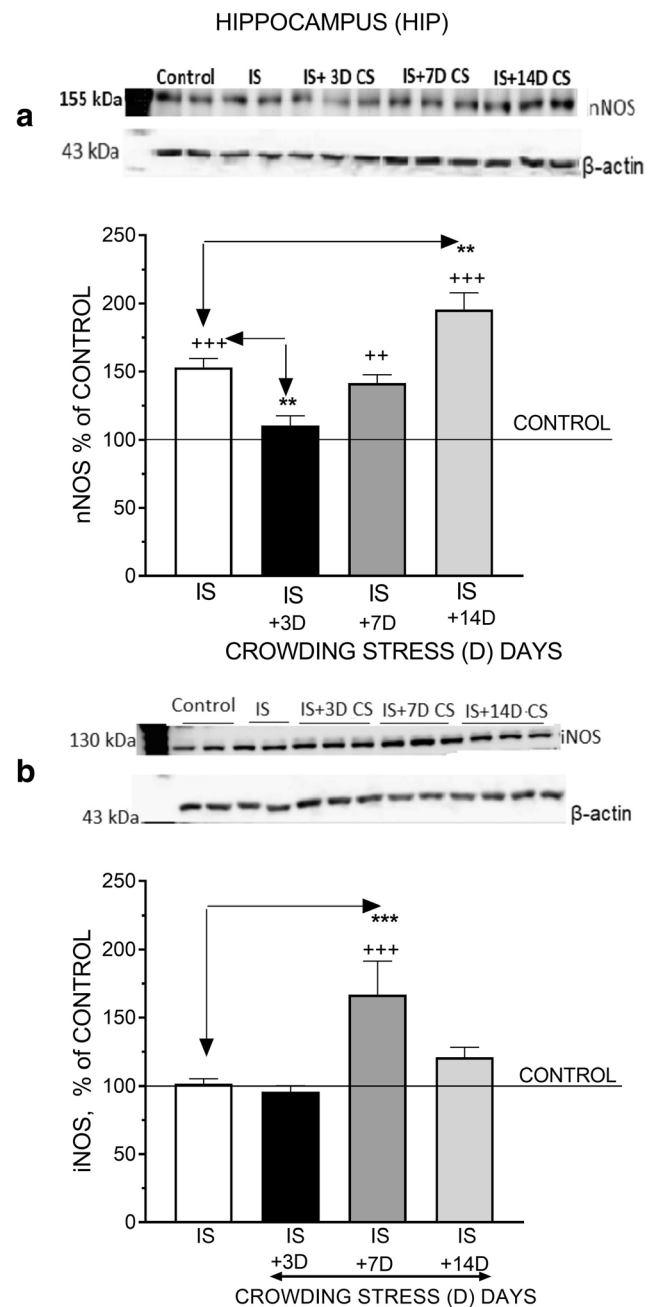 HIPPOCAMPUS (HIP)
a
Control IS IS+ 3D CS IS+7D CS IS+14D CS
155 kDa nNOS
43 kDa β-actin
nNOS % of CONTROL
250
200
150
100
50
0
**
+++
+++
++
**
CONTROL
IS IS IS IS
+3D +7D +14D
CROWDING STRESS (D) DAYS
b
Control IS IS+3D CS IS+7D CS IS+14D CS
130 kDa iNOS
43 kDa β-actin
iNOS, % of CONTROL
250
200
150
100
50
0
***
+++
CONTROL
IS IS IS IS
+3D +7D +14D
CROWDING STRESS (D) DAYS